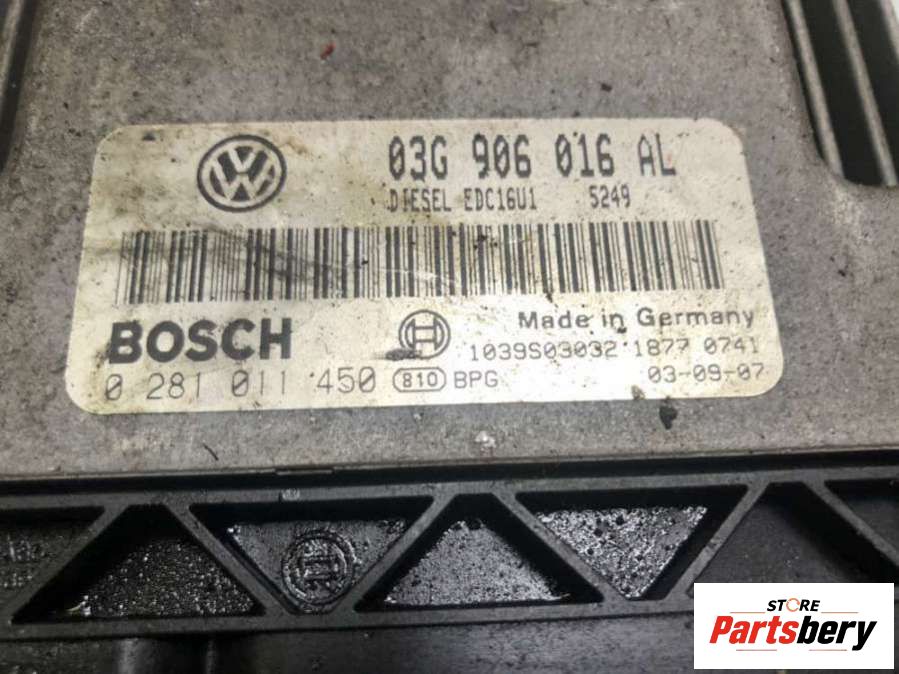 03G 906 016 AL
DIESEL EDC16U1 5249
BOSCH
Made in Germany
1039S03032 1877 0741
0 281 011 450 810 BPG 03-09-07
STORE
Partsbery